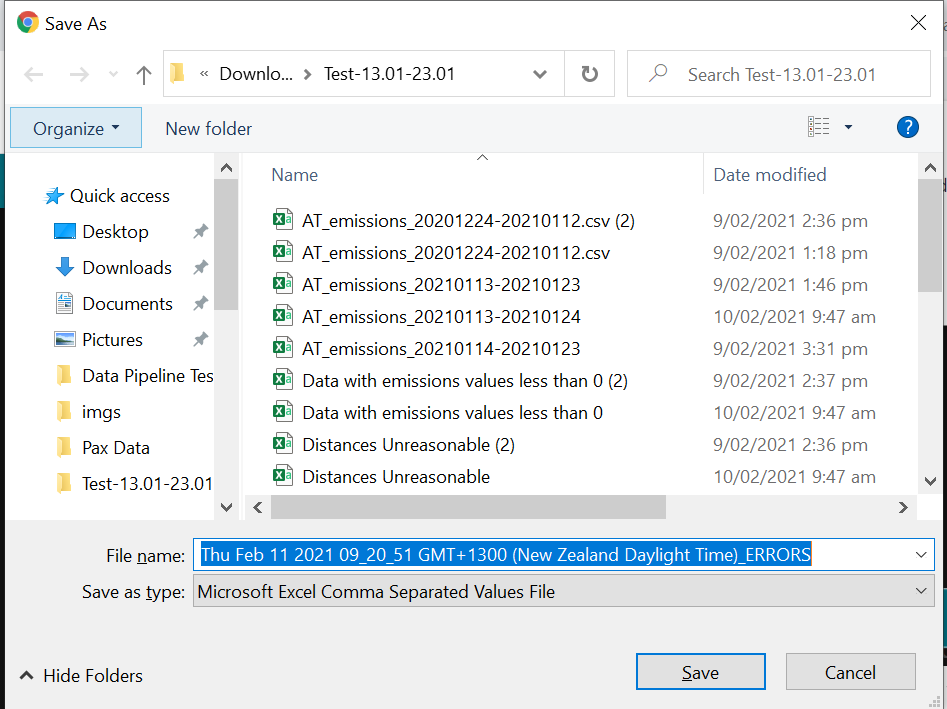 Save As
« Downlo... > Test-13.01-23.01
Search Test-13.01-23.01
Organize
New folder
?
Name
Date modified
Quick access
Desktop
Downloads
Documents
Pictures
Data Pipeline Tes
imgs
Pax Data
Test-13.01-23.01
AT_emissions_20201224-20210112.csv (2) 9/02/2021 2:36 pm
AT_emissions_20201224-20210112.csv 9/02/2021 1:18 pm
AT_emissions_20210113-20210123 9/02/2021 1:46 pm
AT_emissions_20210113-20210124 10/02/2021 9:47 am
AT_emissions_20210114-20210123 9/02/2021 3:31 pm
Data with emissions values less than 0 (2) 9/02/2021 2:37 pm
Data with emissions values less than 0 10/02/2021 9:47 am
Distances Unreasonable (2) 9/02/2021 2:36 pm
Distances Unreasonable 10/02/2021 9:47 am
File name: Thu Feb 11 2021 09_20_51 GMT+1300 (New Zealand Daylight Time)_ERRORS
Save as type: Microsoft Excel Comma Separated Values File
Hide Folders
Save
Cancel